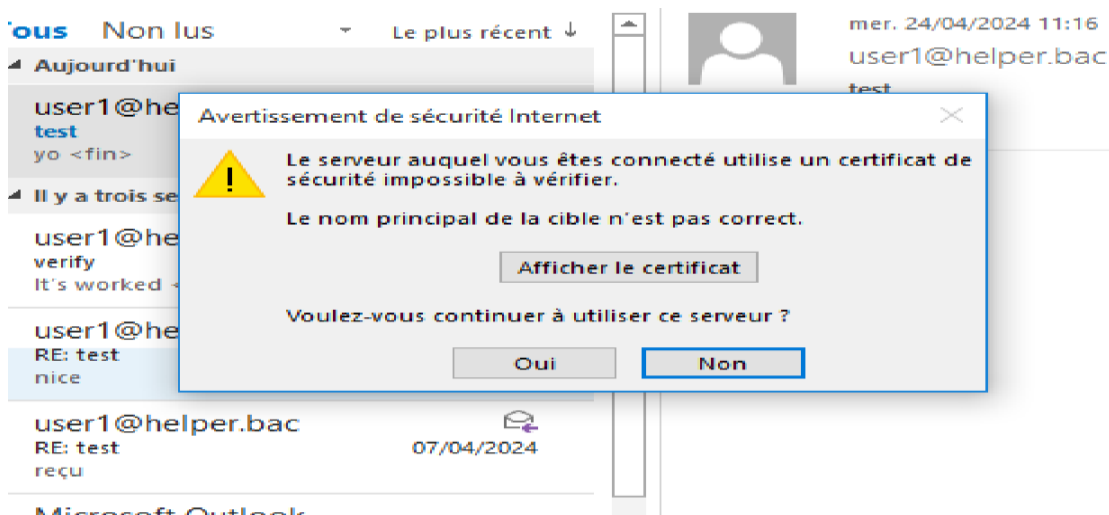 Tous Non lus Le plus récent ↓
Aujourd'hui
user1@he
test
yo <fin>
Il y a trois se
user1@he
verify
It's worked <
user1@he
RE: test
nice
user1@helper.bac
RE: test 07/04/2024
reçu
Microsoft Outlook
mer. 24/04/2024 11:16
user1@helper.bac
test
Avertissement de sécurité Internet
Le serveur auquel vous êtes connecté utilise un certificat de
sécurité impossible à vérifier.
Le nom principal de la cible n'est pas correct.
Afficher le certificat
Voulez-vous continuer à utiliser ce serveur ?
Oui Non